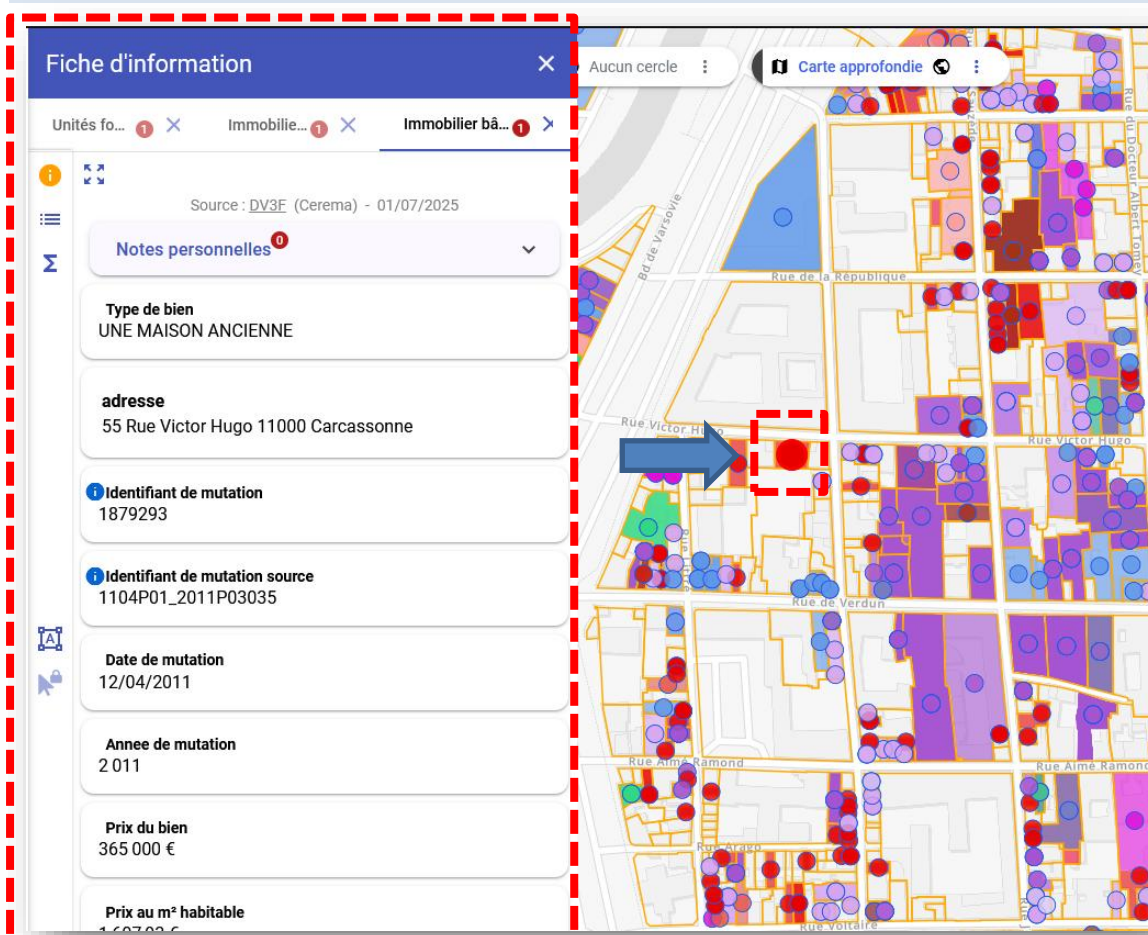 Fiche d'information
Unités fo... 1
Immobilie... 1
Immobilier bâ... 1
Source : DV3F (Cerema) - 01/07/2025
Notes personnelles 0
Type de bien
UNE MAISON ANCIENNE
adresse
55 Rue Victor Hugo 11000 Carcassonne
Identifiant de mutation
1879293
Identifiant de mutation source
1104P01_2011P03035
Date de mutation
12/04/2011
Annee de mutation
2 011
Prix du bien
365 000 €
Prix au m² habitable
Aucun cercle
Carte approfondie
Bd de Varsovie
Rue du Docteur Albert Tomey
Rue de la République
Rue Victor Hugo
Rue Victor Hugo
Rue de Verdun
Rue Aimé Ramond
Rue Aimé Ramond
Rue Arago
Rue Voltaire